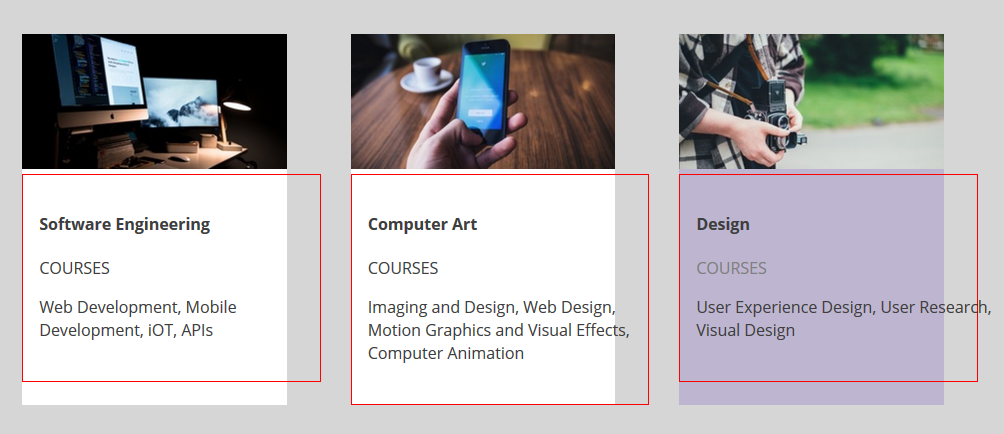 Software Engineering
COURSES
Web Development, Mobile
Development, iOT, APIs
Computer Art
COURSES
Imaging and Design, Web Design,
Motion Graphics and Visual Effects,
Computer Animation
Design
COURSES
User Experience Design, User Research,
Visual Design